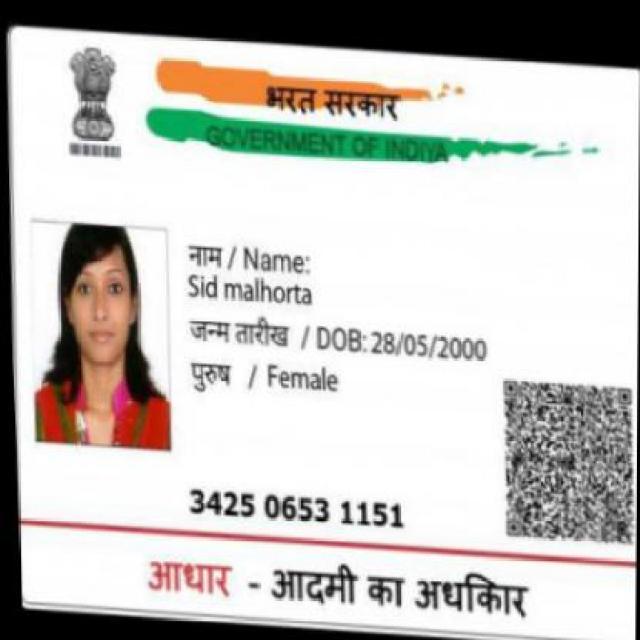 भरत सरकार
GOVERNMENT OF INDIYA
नाम / Name:
Sid malhorta
जन्म तारीख / DOB: 28/05/2000
पुरुष / Female
3425 0653 1151
आधार - आदमी का अधकिार